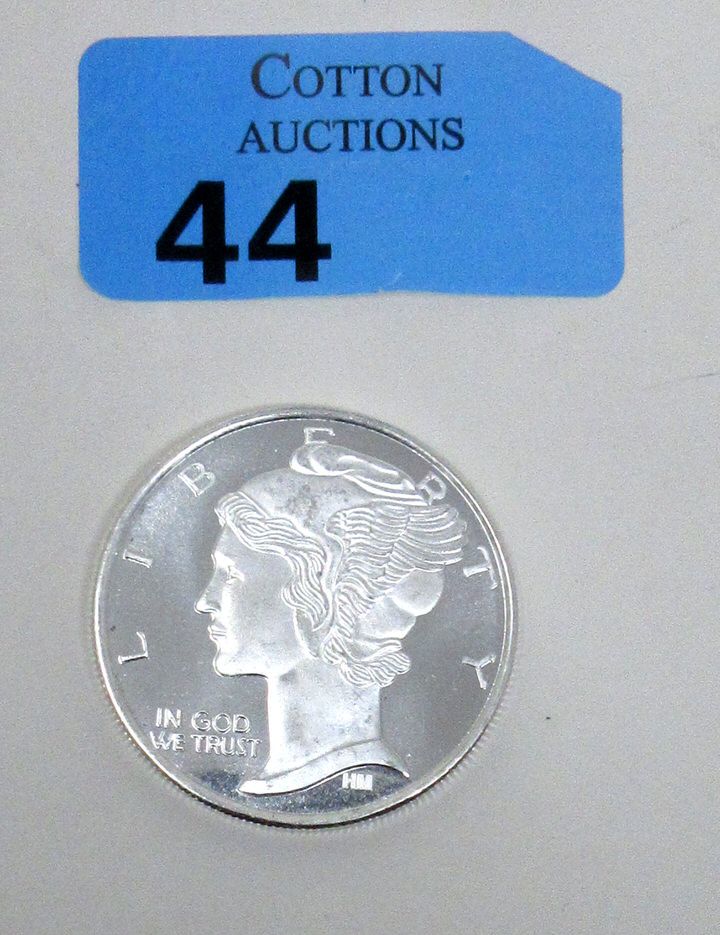 COTTON
AUCTIONS
44
LIBERTY
IN GOD
WE TRUST
HM